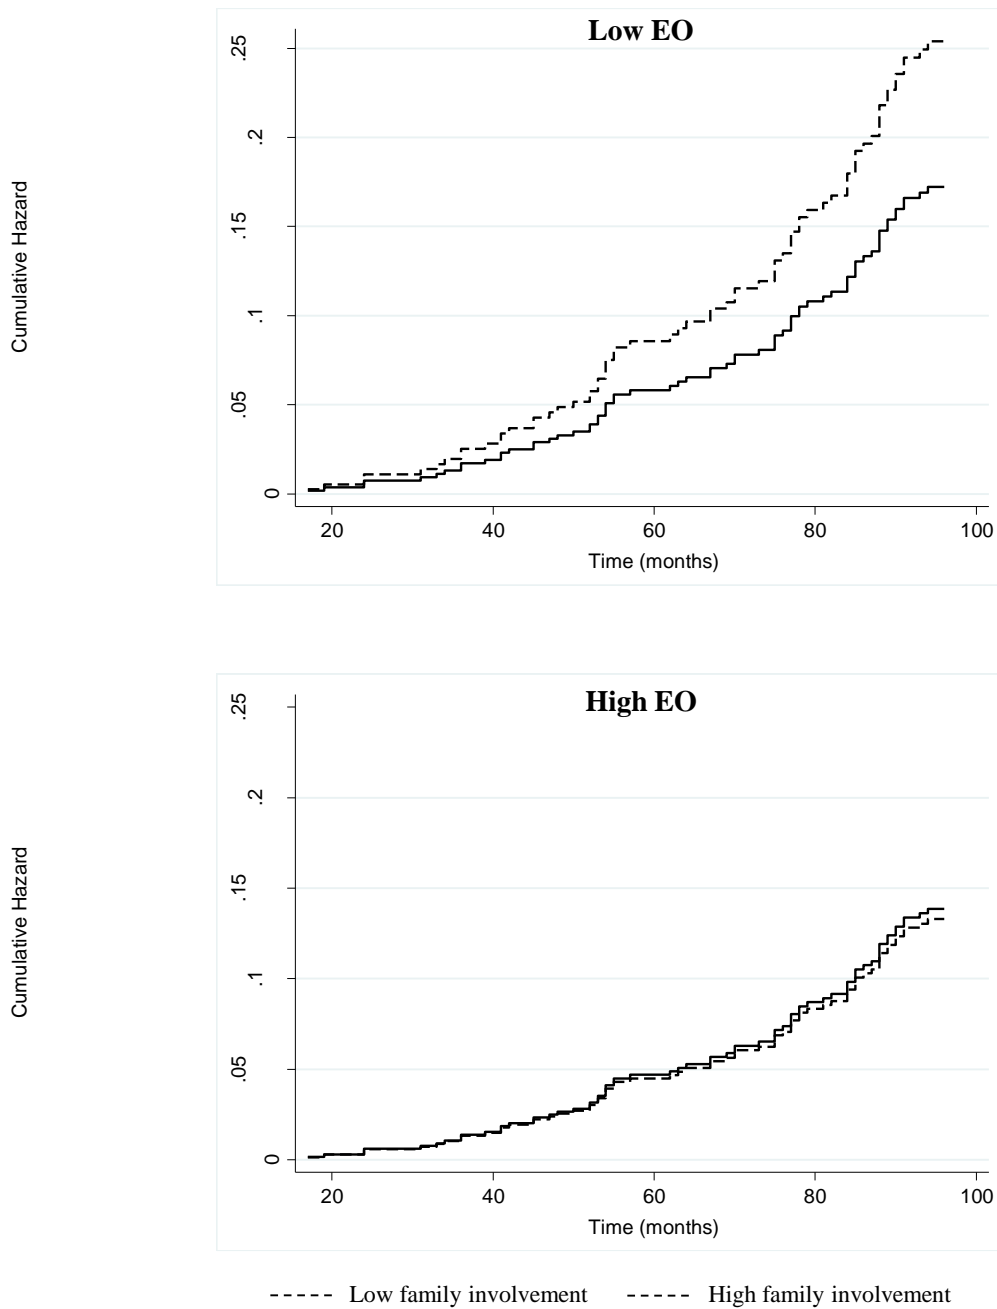 Low EO
Cumulative Hazard
.25
.2
.15
.1
.05
0
20 40 60 80 100
Time (months)
High EO
Cumulative Hazard
.25
.2
.15
.1
.05
0
20 40 60 80 100
Time (months)
Low family involvement High family involvement